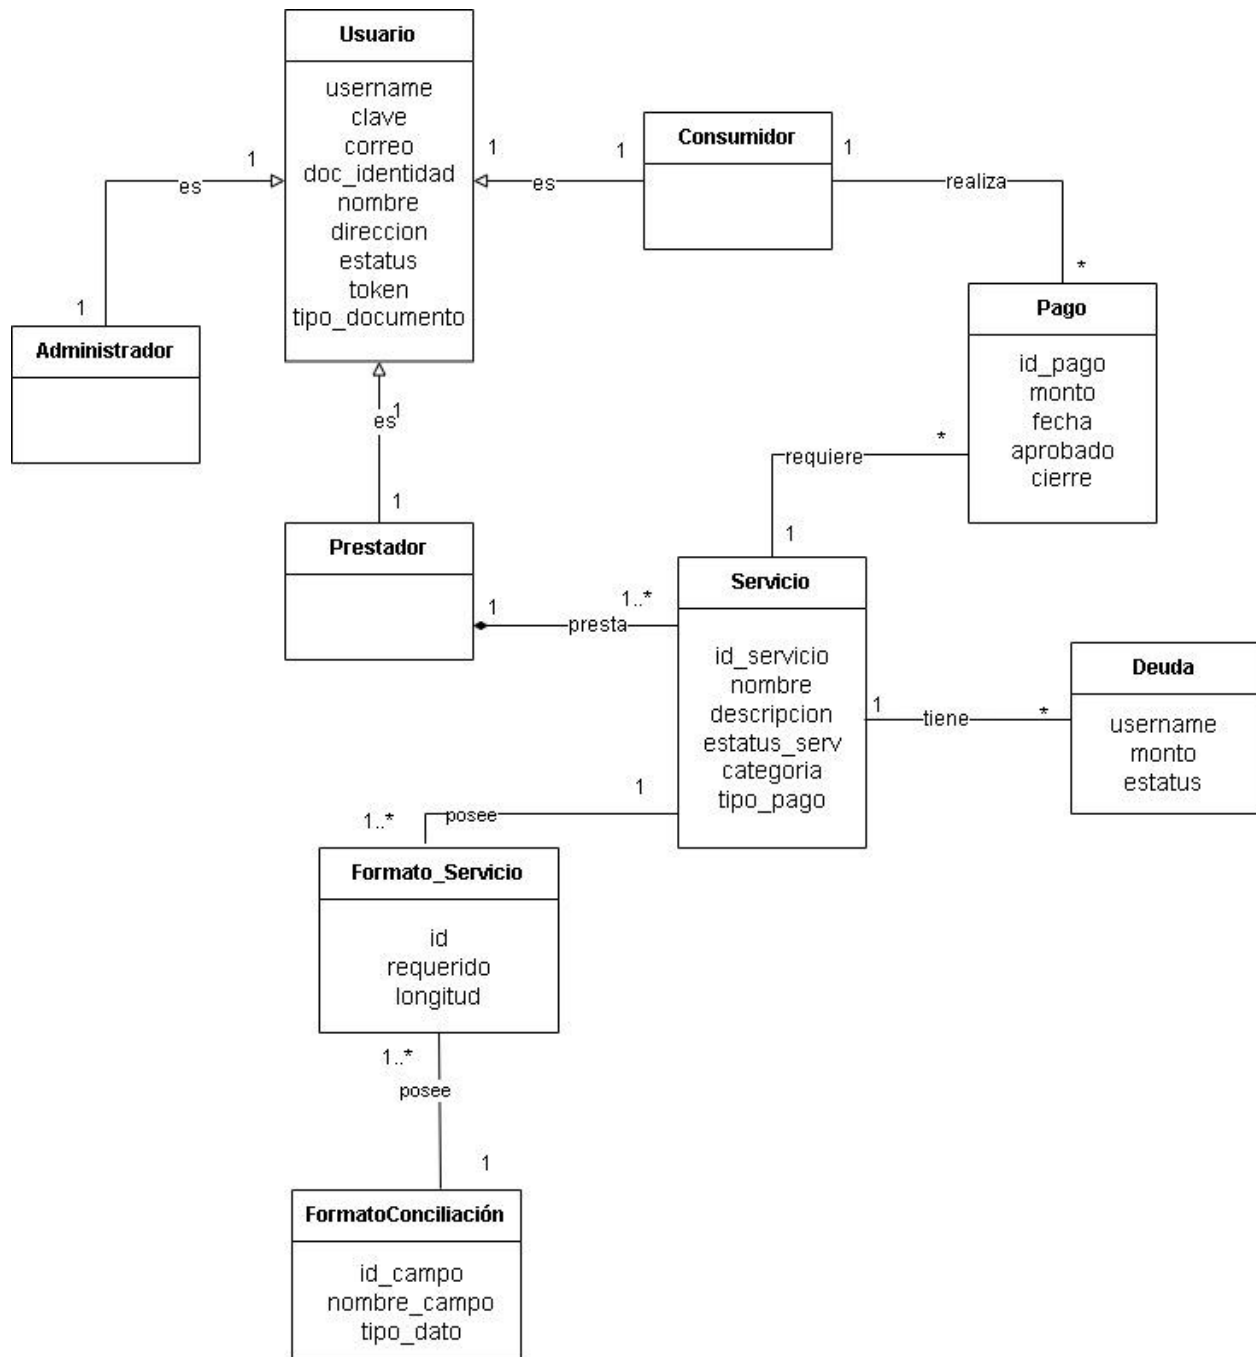 Usuario
username
clave
correo
doc_identidad
nombre
direccion
estatus
token
tipo_documento
1
es
1
Administrador
1
es
1
Consumidor
1
realiza
*
Pago
id_pago
monto
fecha
aprobado
cierre
1
es
1
Prestador
requiere
*
1
1
presta
1..*
Servicio
id_servicio
nombre
descripcion
estatus_serv
categoria
tipo_pago
1
tiene
*
Deuda
username
monto
estatus
1
posee
1..*
Formato_Servicio
id
requerido
longitud
1..*
posee
1
FormatoConciliación
id_campo
nombre_campo
tipo_dato